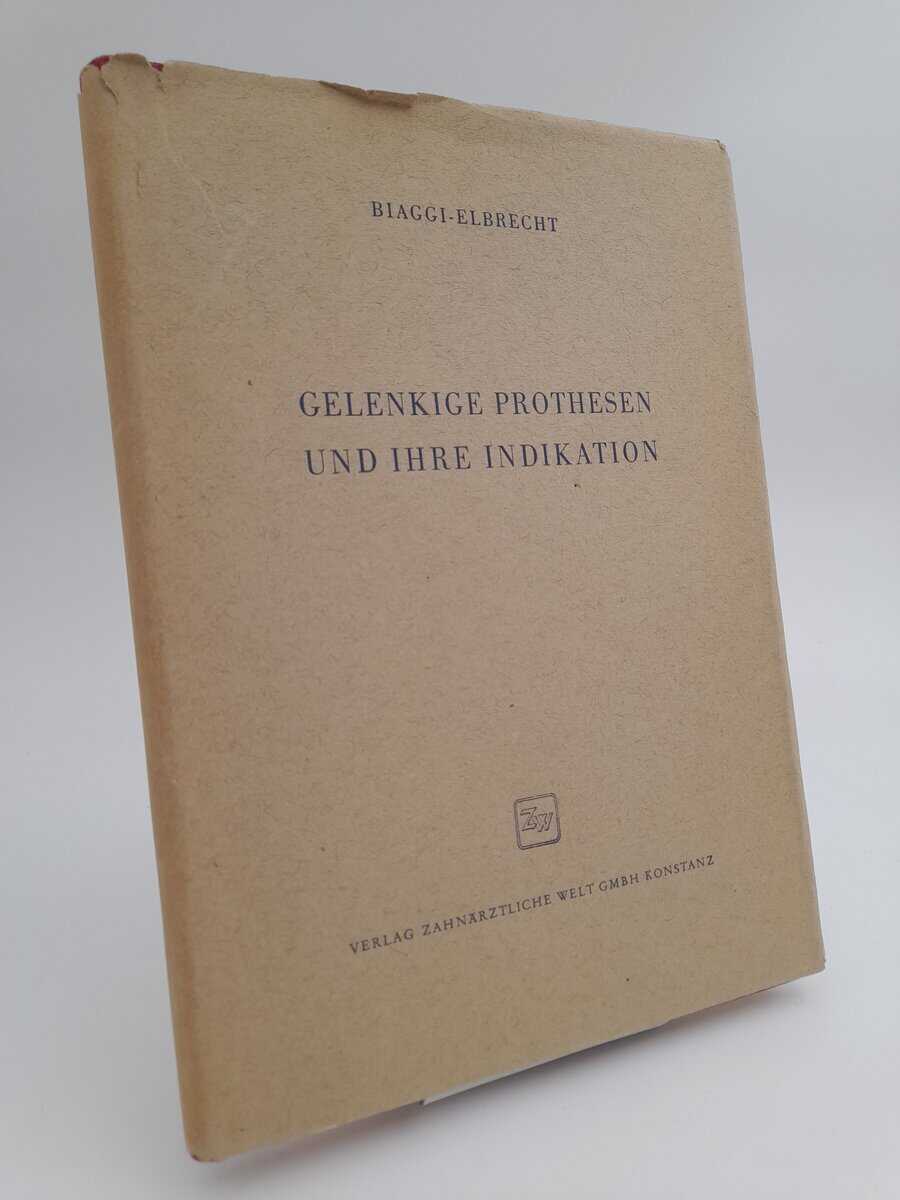 BIAGGI-ELBRECHT
GELENKIGE PROTHESEN
UND IHRE INDIKATION
ZW
VERLAG ZAHNÄRZTLICHE WELT GMBH KONSTANZ